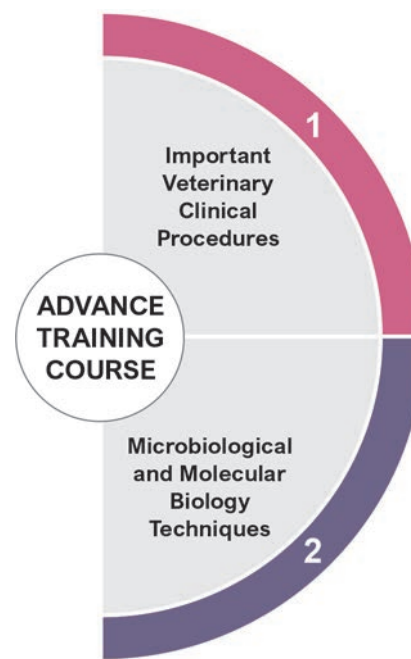 1
Important
Veterinary
Clinical
Procedures
ADVANCE
TRAINING
COURSE
Microbiological
and Molecular
Biology
Techniques
2